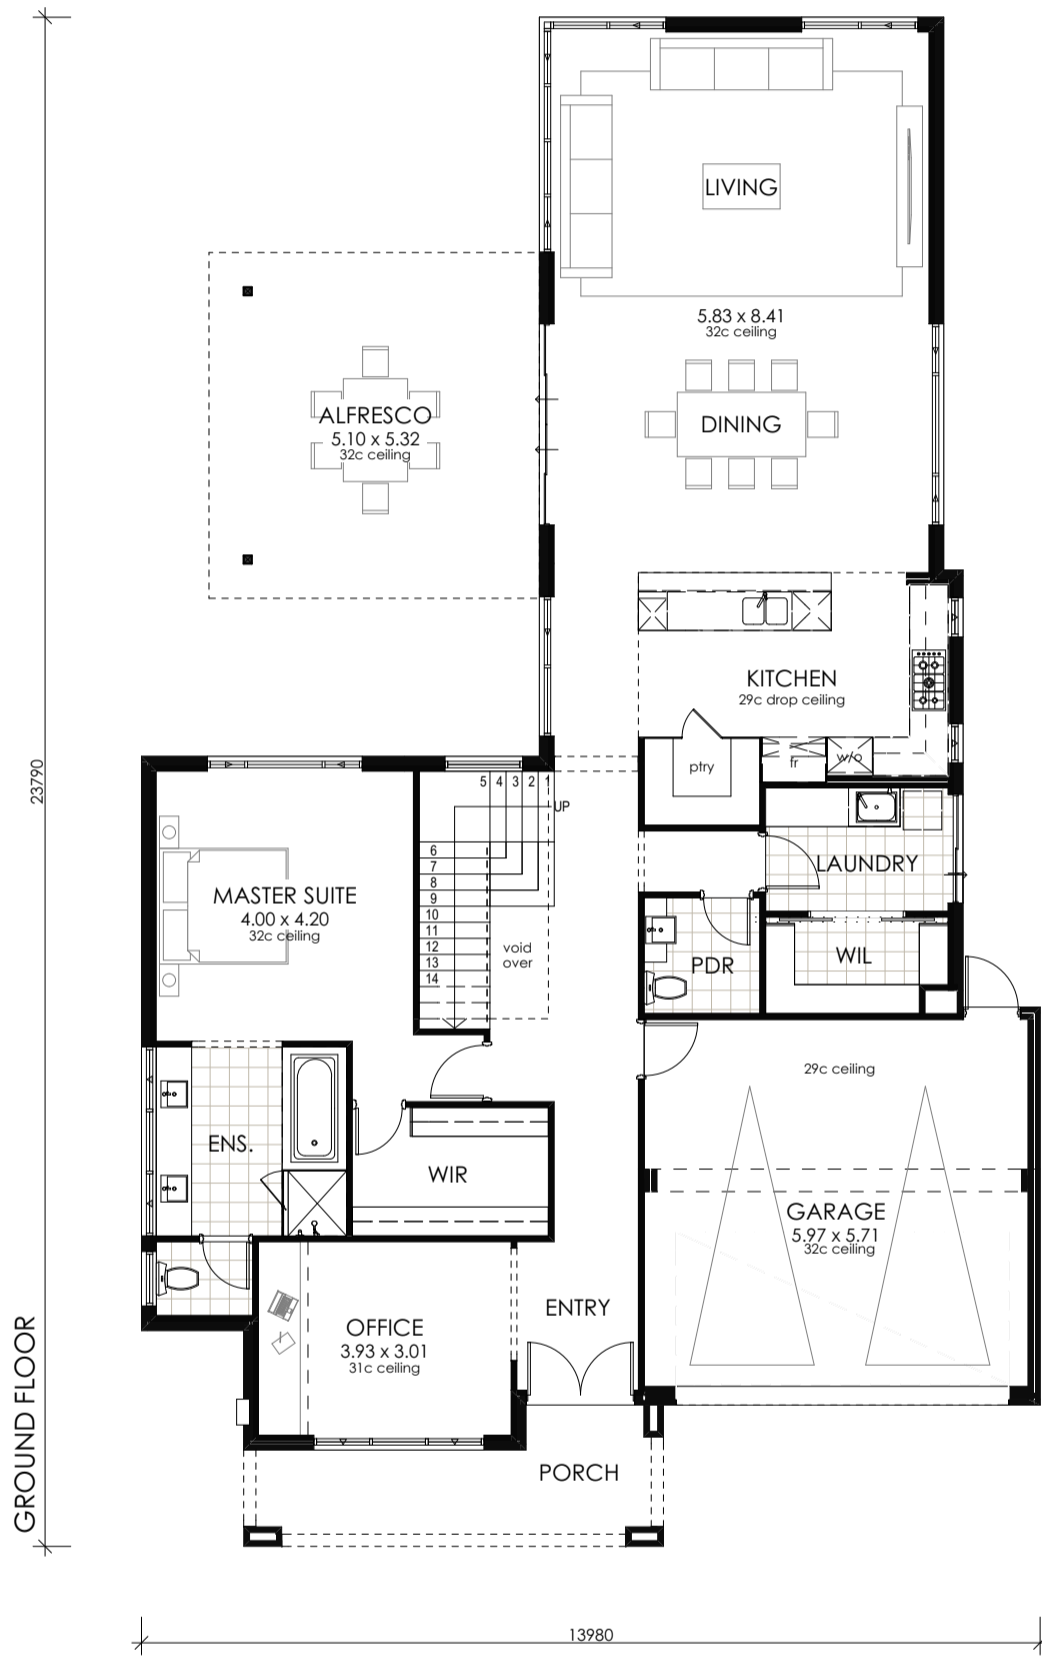 LIVING
5.83 x 8.41
32c ceiling
DINING
ALFRESCO
5.10 x 5.32
32c ceiling
KITCHEN
29c drop ceiling
ptry
fr
w/o
23790
5 4 3 2 1
UP
6
7
8
9
10
11
12
13
14
void
over
LAUNDRY
MASTER SUITE
4.00 x 4.20
32c ceiling
PDR
WIL
29c ceiling
ENS.
WIR
GARAGE
5.97 x 5.71
32c ceiling
ENTRY
OFFICE
3.93 x 3.01
31c ceiling
PORCH
GROUND FLOOR
13980